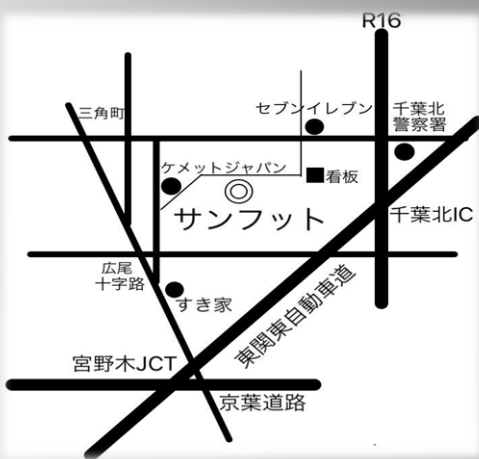 R16
三角町
セブンイレブン
千葉北
警察署
ケメットジャパン
看板
サンフット
千葉北IC
広尾
十字路
すき家
東関東自動車道
宮野木JCT
京葉道路